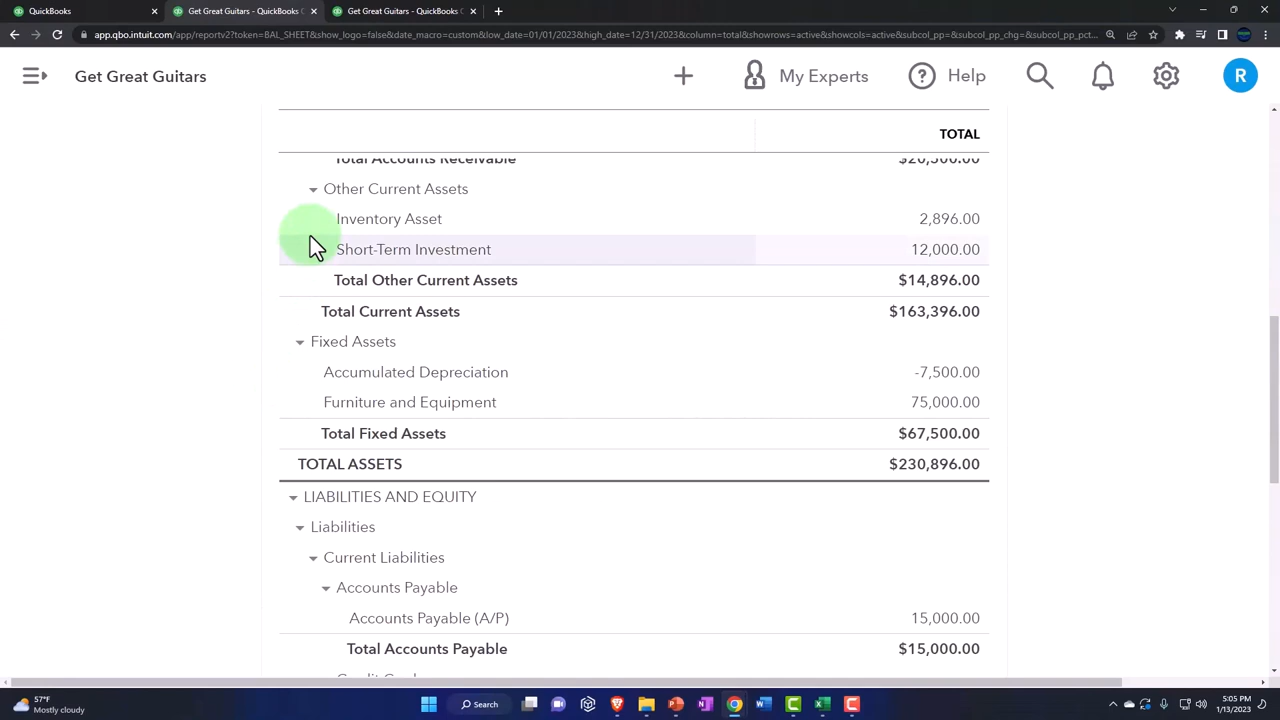 QuickBooks
Get Great Guitars - QuickBooks C
Get Great Guitars - QuickBooks C
app.qbo.intuit.com/app/reportv2?token=BAL_SHEET&show_logo=false&date_macro=custom&low_date=01/01/2023&high_date=12/31/2023&column=total&showrows=active&showcols=active&subcol_pp=&subcol_pp_chg=&subcol_pp_pct...
Get Great Guitars
My Experts
Help
R
TOTAL
Total Accounts Receivable $20,500.00
Other Current Assets
Inventory Asset 2,896.00
Short-Term Investment 12,000.00
Total Other Current Assets $14,896.00
Total Current Assets $163,396.00
Fixed Assets
Accumulated Depreciation -7,500.00
Furniture and Equipment 75,000.00
Total Fixed Assets $67,500.00
TOTAL ASSETS $230,896.00
LIABILITIES AND EQUITY
Liabilities
Current Liabilities
Accounts Payable
Accounts Payable (A/P) 15,000.00
Total Accounts Payable $15,000.00
57°F
Mostly cloudy
Search
5:05 PM
1/13/2023